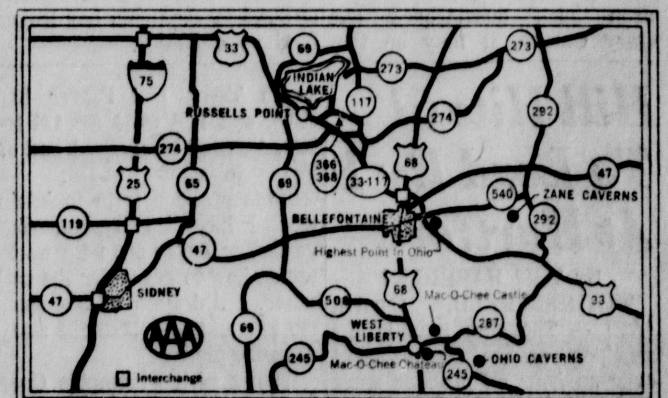 33
69
273
273
75
INDIAN
LAKE
117
292
RUSSELLS POINT
274
274
366
368
33-117
68
47
25
65
69
540
ZANE CAVERNS
119
BELLEFONTAINE
292
47
Highest Point In Ohio
47
SIDNEY
508
68
Mac-O-Chee Castle
33
AAA
69
WEST
LIBERTY
287
245
Mac-O-Chee Chateau
OHIO CAVERNS
245
Interchange